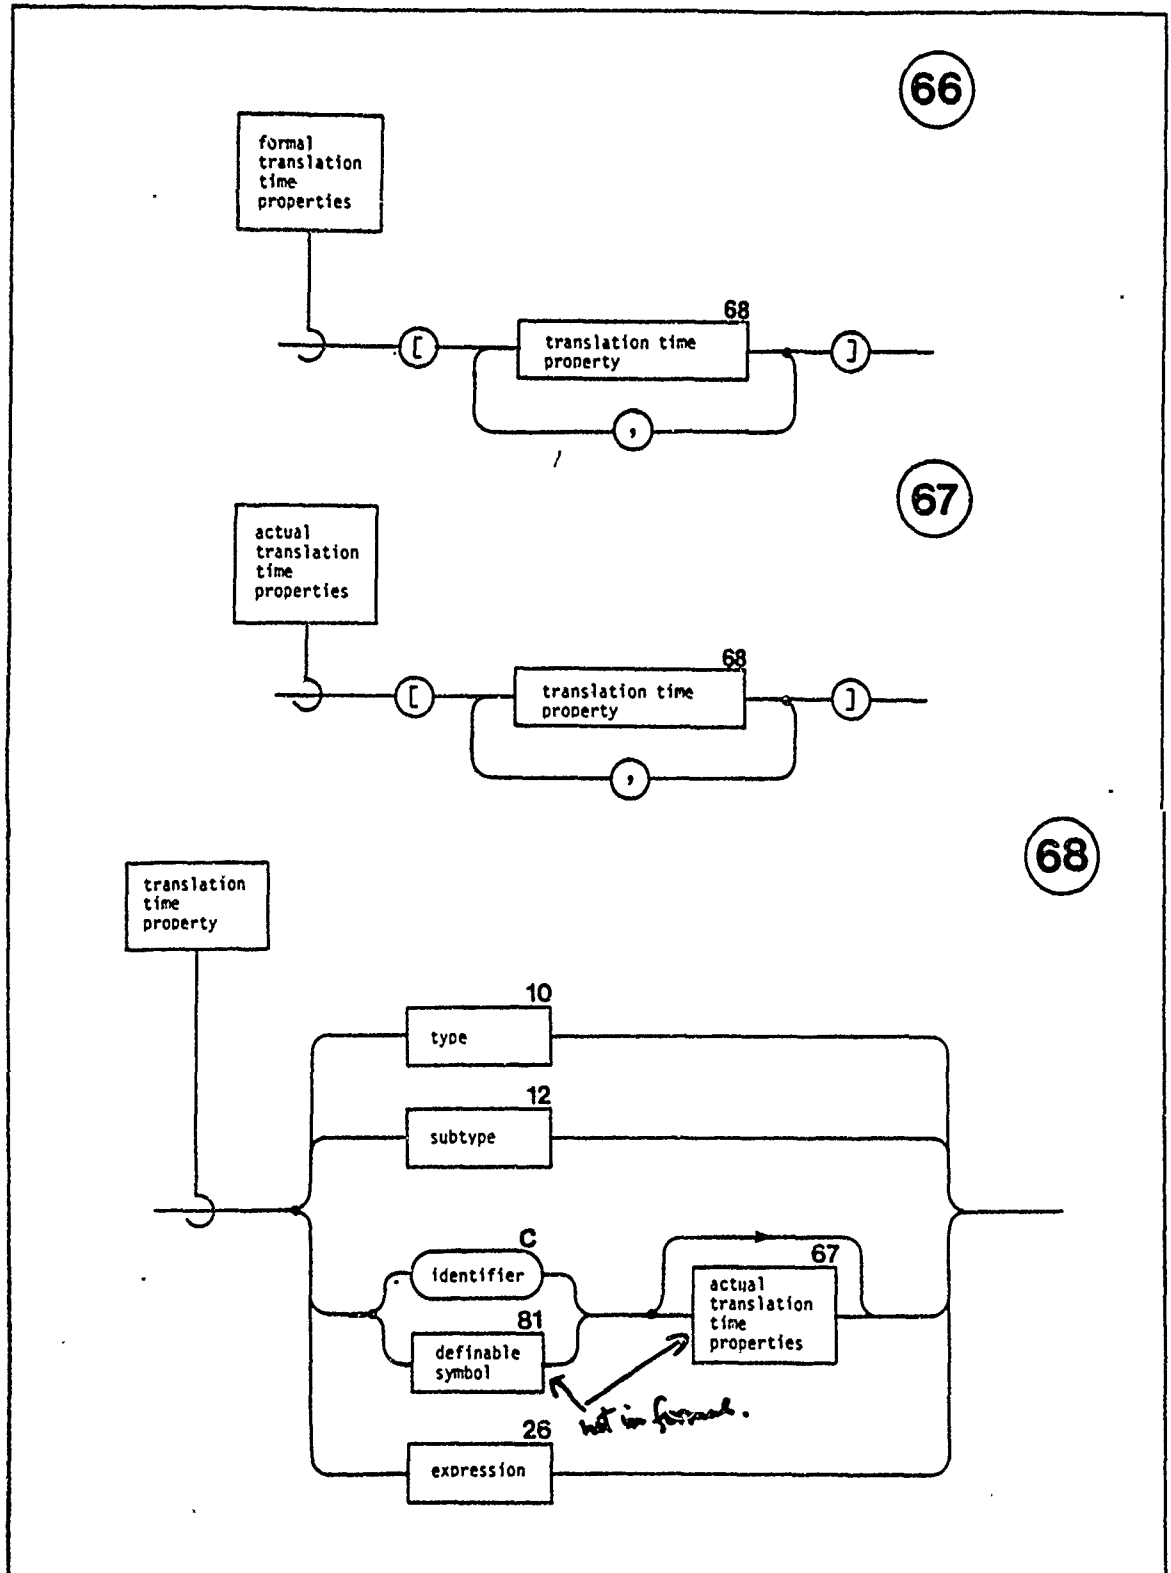 66
formal
translation
time
properties
68
[
translation time
property
]
,
67
actual
translation
time
properties
68
[
translation time
property
]
,
68
translation
time
property
10
type
12
subtype
C
identifier
67
actual
translation
time
properties
81
definable
symbol
not in formal.
26
expression